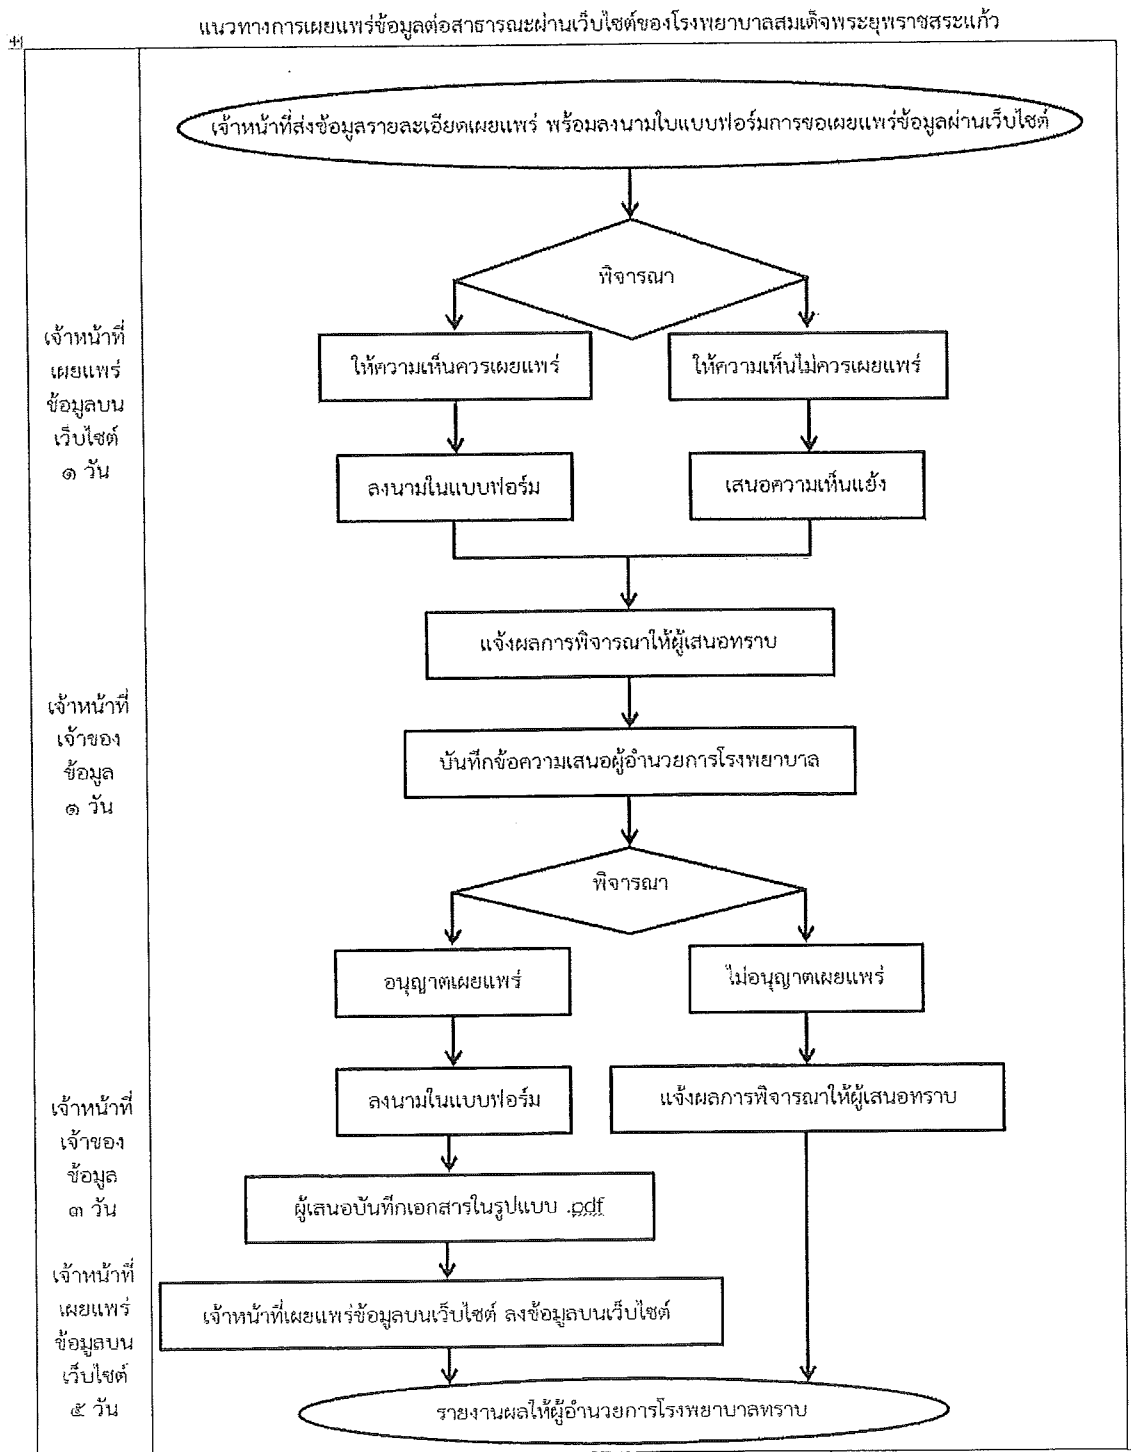 แนวทางการเผยแพร่ข้อมูลต่อสาธารณะผ่านเว็บไซต์ของโรงพยาบาลสมเด็จพระยุพราชสระแก้ว
เจ้าหน้าที่ส่งข้อมูลรายละเอียดเผยแพร่ พร้อมลงนามใบแบบฟอร์มการขอเผยแพร่ข้อมูลผ่านเว็บไซต์
พิจารณา
เจ้าหน้าที่
เผยแพร่
ข้อมูลบน
เว็บไซต์
๑ วัน
ให้ความเห็นควรเผยแพร่
ให้ความเห็นไม่ควรเผยแพร่
ลงนามในแบบฟอร์ม
เสนอความเห็นแย้ง
แจ้งผลการพิจารณาให้ผู้เสนอทราบ
เจ้าหน้าที่
เจ้าของ
ข้อมูล
๑ วัน
บันทึกข้อความเสนอผู้อำนวยการโรงพยาบาล
พิจารณา
อนุญาตเผยแพร่
ไม่อนุญาตเผยแพร่
ลงนามในแบบฟอร์ม
แจ้งผลการพิจารณาให้ผู้เสนอทราบ
เจ้าหน้าที่
เจ้าของ
ข้อมูล
๓ วัน
ผู้เสนอบันทึกเอกสารในรูปแบบ .pdf
เจ้าหน้าที่
เผยแพร่
ข้อมูลบน
เว็บไซต์
๕ วัน
เจ้าหน้าที่เผยแพร่ข้อมูลบนเว็บไซต์ ลงข้อมูลบนเว็บไซต์
รายงานผลให้ผู้อำนวยการโรงพยาบาลทราบ